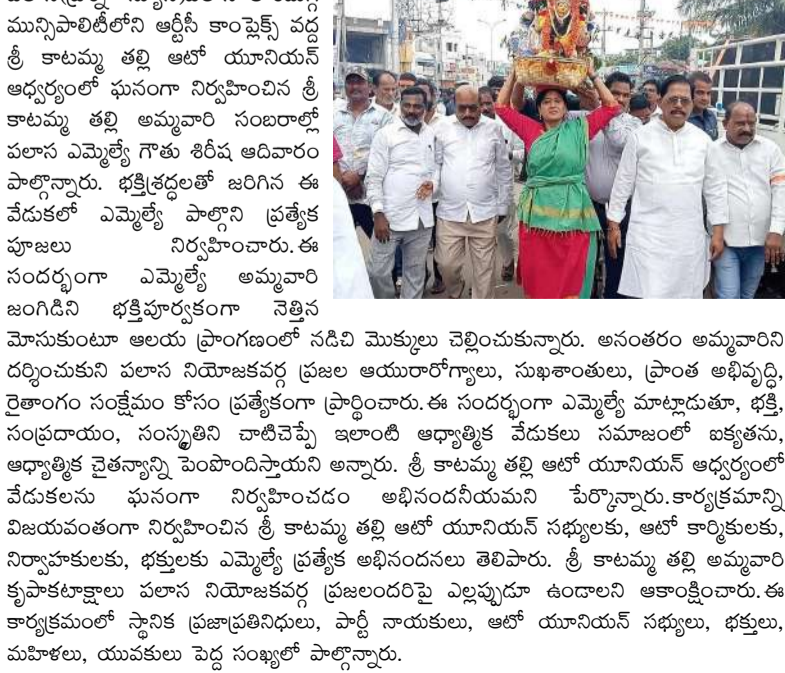 మున్సిపాలిటీలోని ఆర్టీసీ కాంప్లెక్స్ వద్ద
శ్రీ కాటమ్మ తల్లి ఆటో యూనియన్
ఆధ్వర్యంలో ఘనంగా నిర్వహించిన శ్రీ
కాటమ్మ తల్లి అమ్మవారి సంబరాల్లో
పలాస ఎమ్మెల్యే గౌతు శిరీష ఆదివారం
పాల్గొన్నారు. భక్తిశ్రద్ధలతో జరిగిన ఈ
వేడుకలో ఎమ్మెల్యే పాల్గొని ప్రత్యేక
పూజలు నిర్వహించారు.ఈ
సందర్భంగా ఎమ్మెల్యే అమ్మవారి
జంగిడిని భక్తిపూర్వకంగా నెత్తిన
మోసుకుంటూ ఆలయ ప్రాంగణంలో నడిచి మొక్కులు చెల్లించుకున్నారు. అనంతరం అమ్మవారిని
దర్శించుకుని పలాస నియోజకవర్గ ప్రజల ఆయురారోగ్యాలు, సుఖశాంతులు, ప్రాంత అభివృద్ధి,
రైతాంగం సంక్షేమం కోసం ప్రత్యేకంగా ప్రార్థించారు.ఈ సందర్భంగా ఎమ్మెల్యే మాట్లాడుతూ, భక్తి,
సంప్రదాయం, సంస్కృతిని చాటిచెప్పే ఇలాంటి ఆధ్యాత్మిక వేడుకలు సమాజంలో ఐక్యతను,
ఆధ్యాత్మిక చైతన్యాన్ని పెంపొందిస్తాయని అన్నారు. శ్రీ కాటమ్మ తల్లి ఆటో యూనియన్ ఆధ్వర్యంలో
వేడుకలను ఘనంగా నిర్వహించడం అభినందనీయమని పేర్కొన్నారు.కార్యక్రమాన్ని
విజయవంతంగా నిర్వహించిన శ్రీ కాటమ్మ తల్లి ఆటో యూనియన్ సభ్యులకు, ఆటో కార్మికులకు,
నిర్వాహకులకు, భక్తులకు ఎమ్మెల్యే ప్రత్యేక అభినందనలు తెలిపారు. శ్రీ కాటమ్మ తల్లి అమ్మవారి
కృపాకటాక్షాలు పలాస నియోజకవర్గ ప్రజలందరిపై ఎల్లప్పుడూ ఉండాలని ఆకాంక్షించారు.ఈ
కార్యక్రమంలో స్థానిక ప్రజాప్రతినిధులు, పార్టీ నాయకులు, ఆటో యూనియన్ సభ్యులు, భక్తులు,
మహిళలు, యువకులు పెద్ద సంఖ్యలో పాల్గొన్నారు.